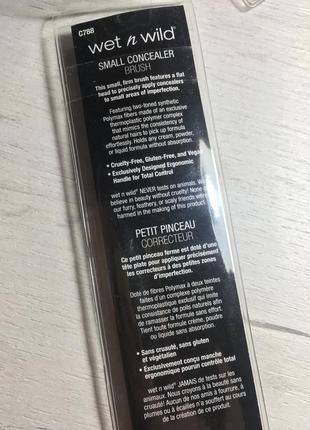 C788
wet n wild®
SMALL CONCEALER
BRUSH
This small, firm brush features a flat
head to precisely apply concealers
to small areas of imperfection.
Featuring two-toned synthetic
Polymax fibers made of an exclusive
thermoplastic polymer complex
that mimics the consistency of
natural hairs to pick up formula
effortlessly. Holds any cream, powder,
or liquid formula without absorption.
• Cruelty-Free, Gluten-Free, and Vegan
• Exclusively Designed Ergonomic
Handle for Total Control
wet n wild® NEVER tests on animals. We
believe in beauty without cruelty! None of
our furry, feathery, or scaly friends were
harmed in the making of this product.
PETIT PINCEAU
CORRECTEUR
Ce petit pinceau ferme est doté d'une
tête plate pour appliquer précisément
les correcteurs à des petites zones
d'imperfection.
Doté de fibres Polymax à deux teintes
faites d'un complexe polymère
thermoplastique exclusif qui imite
la consistance de poils naturels afin
de ramasser la formule sans effort.
Tient toute formule crème, poudre
ou liquide sans absorption.
• Sans cruauté, sans gluten
et végétalien
• Exclusivement conçu manche
ergonomique pour un contrôle total
wet n wild® JAMAIS de tests sur les
animaux. Nous croyons à la beauté sans
cruauté! Aucun de nos amis à fourrure, à
plumes ou à écailles n'a souffert au cours
de la création de ce produit.